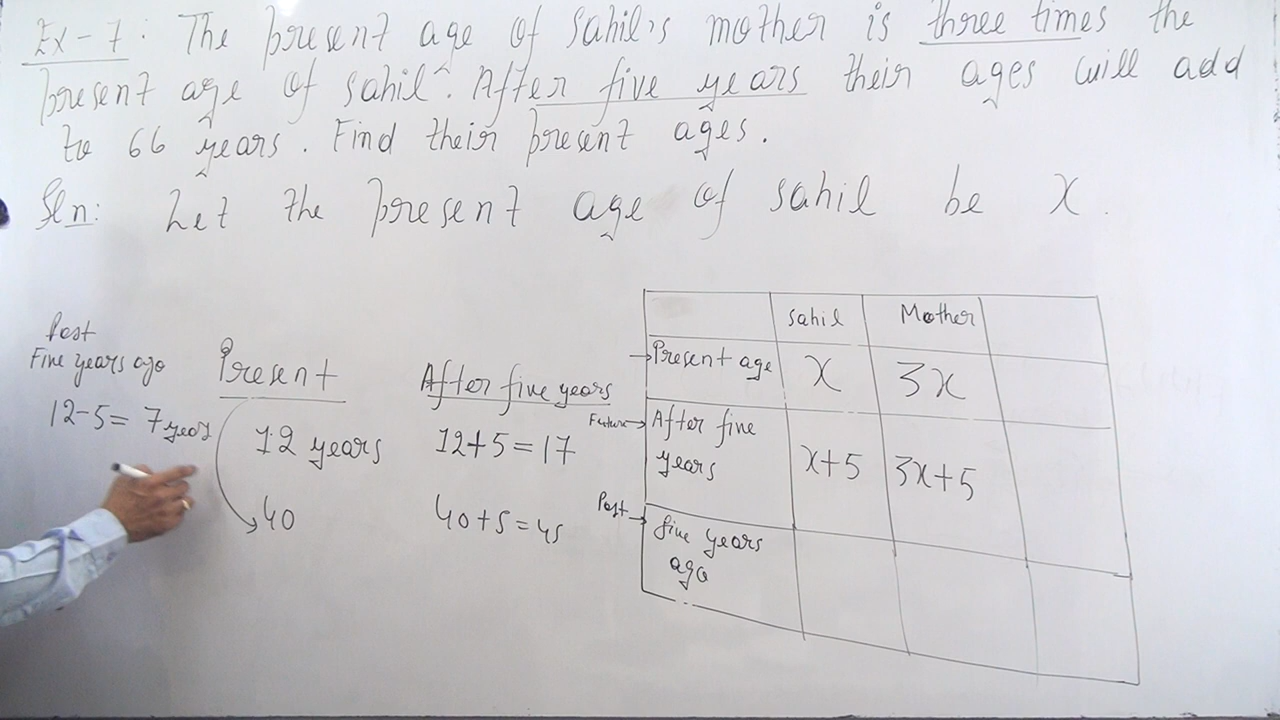 Ex-7: The present age of Sahil's mother is three times the
present age of Sahil. After five years their ages will add
to 66 years. Find their present ages.
Sln: Let the present age of sahil be x.
Past
Five years ago
12-5= 7year
Present
12 years
40
After five years
12+5=17
40+5=45
Sahil Mother
Present age x 3x
Future After five
years x+5 3x+5
Past five years
ago